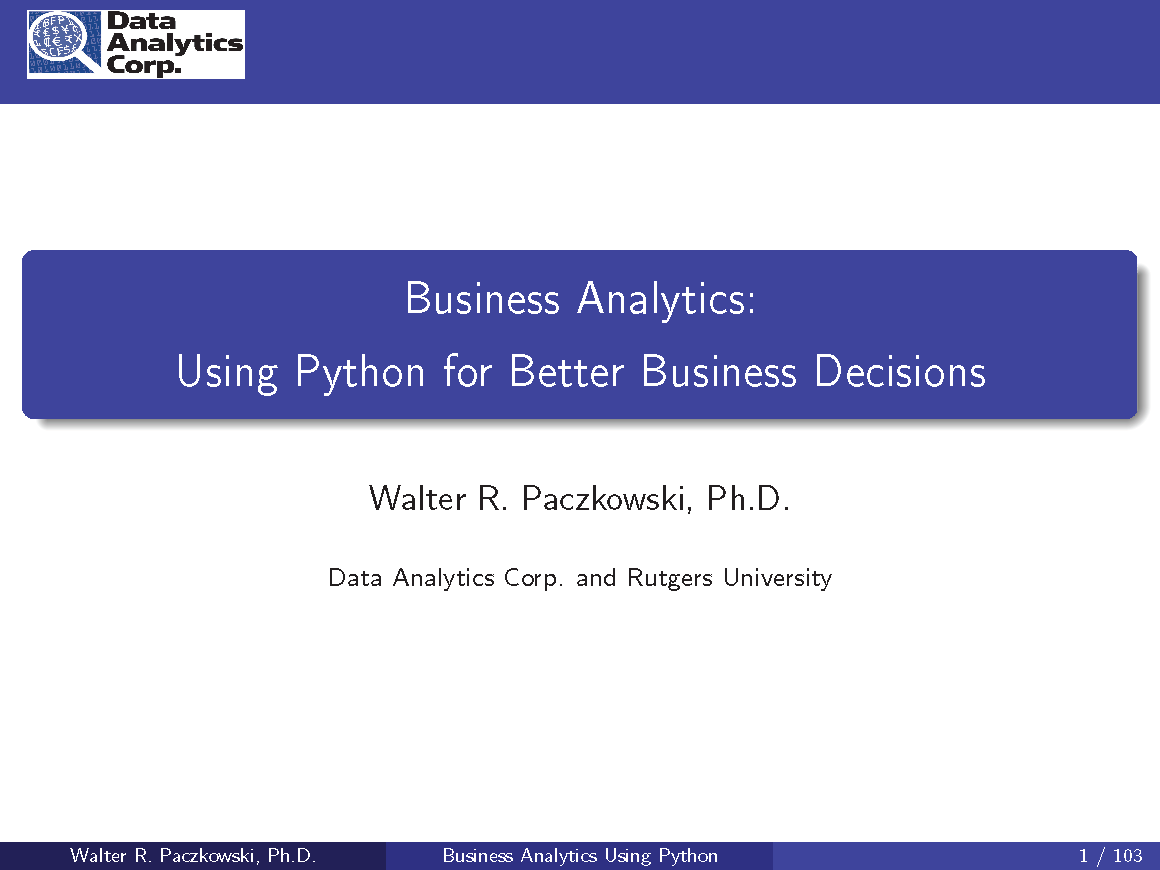 Data
Analytics
Corp.
Business Analytics:
Using Python for Better Business Decisions
Walter R. Paczkowski, Ph.D.
Data Analytics Corp. and Rutgers University
Walter R. Paczkowski, Ph.D.
Business Analytics Using Python
1 / 103